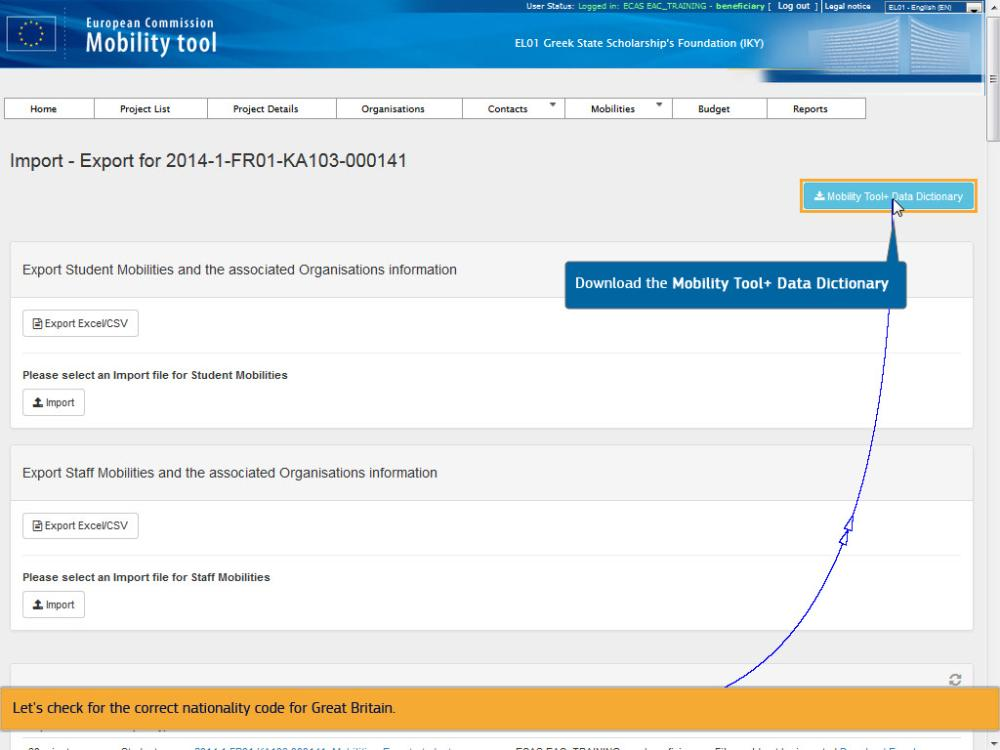 User Status: Logged in: ECAS EAC_TRAINING - beneficiary [ Log out ] Legal notice EL01 - English (EN)
European Commission
Mobility tool
EL01 Greek State Scholarship's Foundation (IKY)
Home Project List Project Details Organisations Contacts Mobilities Budget Reports
Import - Export for 2014-1-FR01-KA103-000141
Mobility Tool+ Data Dictionary
Export Student Mobilities and the associated Organisations information
Download the Mobility Tool+ Data Dictionary
Export Excel/CSV
Please select an Import file for Student Mobilities
Import
Export Staff Mobilities and the associated Organisations information
Export Excel/CSV
Please select an Import file for Staff Mobilities
Import
Let's check for the correct nationality code for Great Britain.